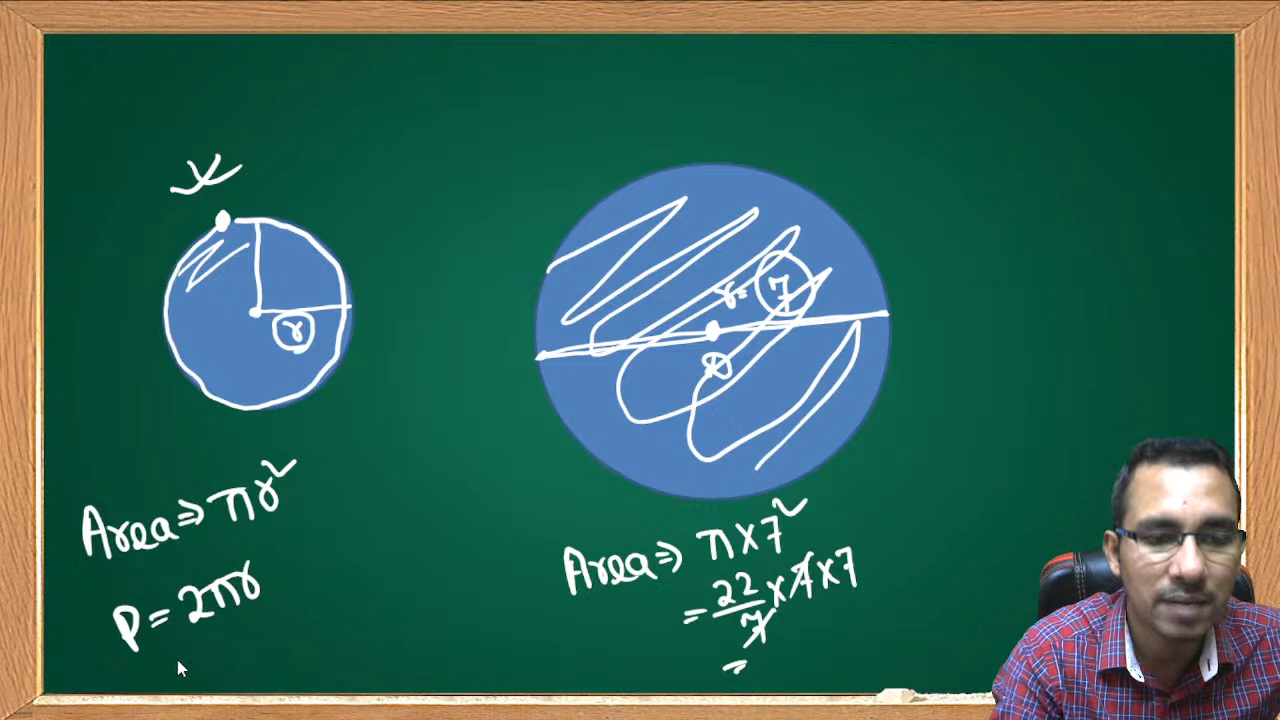 r
Area ⇒ πr²
P = 2πr
r = 7
Area ⇒ π × 7²
= 22/7 × 7 × 7
=